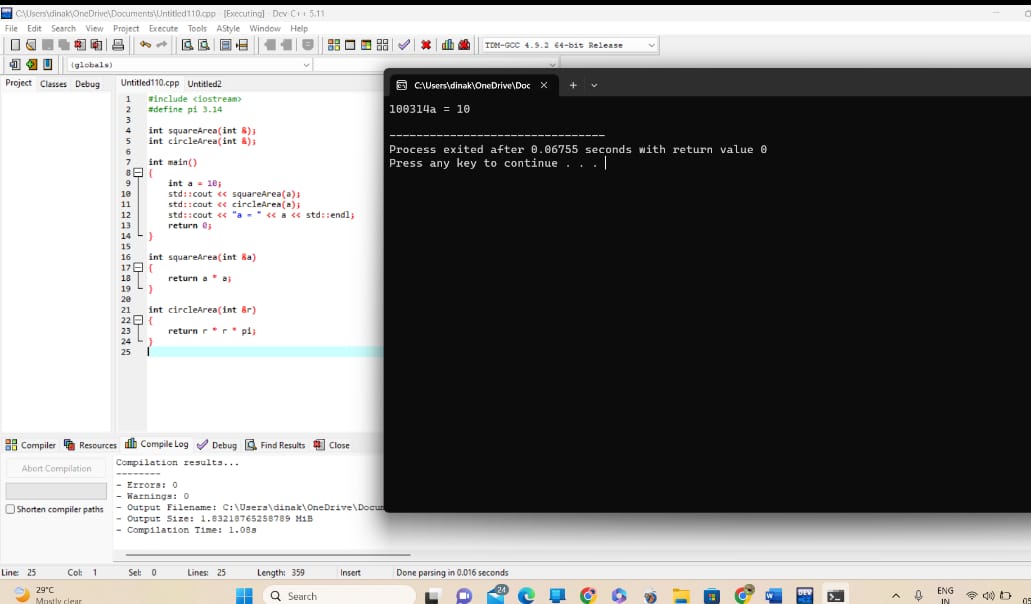 C:\Users\dinak\OneDrive\Documents\Untitled110.cpp - [Executing] - Dev-C++ 5.11
File Edit Search View Project Execute Tools AStyle Window Help
TDM-GCC 4.9.2 64-bit Release
(globals)
Project Classes Debug
Untitled110.cpp Untitled2
1 #include <iostream>
2 #define pi 3.14
3
4 int squareArea(int &);
5 int circleArea(int &);
6
7 int main()
8 {
9 int a = 10;
10 std::cout << squareArea(a);
11 std::cout << circleArea(a);
12 std::cout << "a = " << a << std::endl;
13 return 0;
14 }
15
16 int squareArea(int &a)
17 {
18 return a * a;
19 }
20
21 int circleArea(int &r)
22 {
23 return r * r * pi;
24 }
25
C:\Users\dinak\OneDrive\Doc
100314a = 10
--------------------------------
Process exited after 0.06755 seconds with return value 0
Press any key to continue . . .
Compiler Resources Compile Log Debug Find Results Close
Abort Compilation
Shorten compiler paths
Compilation results...
--------
- Errors: 0
- Warnings: 0
- Output Filename: C:\Users\dinak\OneDrive\Docum
- Output Size: 1.83218765258789 MiB
- Compilation Time: 1.08s
Line: 25 Col: 1 Sel: 0 Lines: 25 Length: 359 Insert Done parsing in 0.016 seconds
29°C
Mostly clear
Search
24
DEV
ENG
IN
05